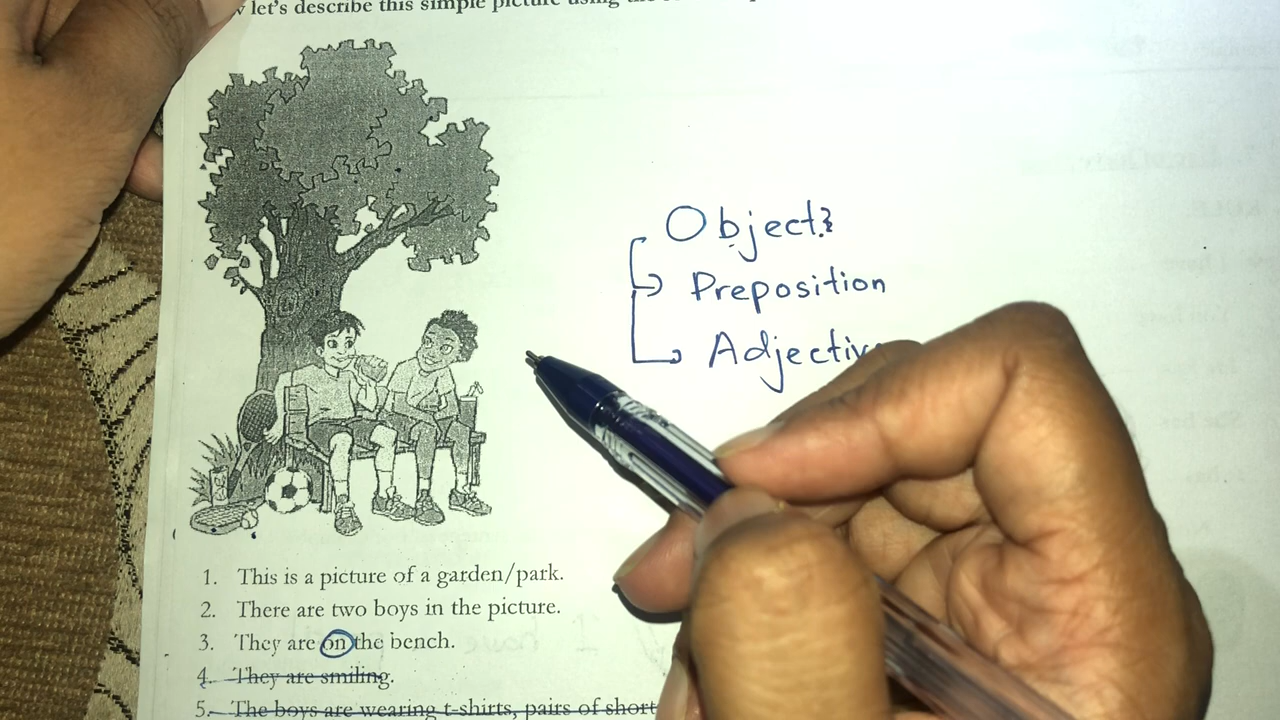 let's describe this simple picture using the
Object
Preposition
Adjectiv
1. This is a picture of a garden/park.
2. There are two boys in the picture.
3. They are on the bench.
4. They are smiling.
5. The boys are wearing t-shirts, pairs of short